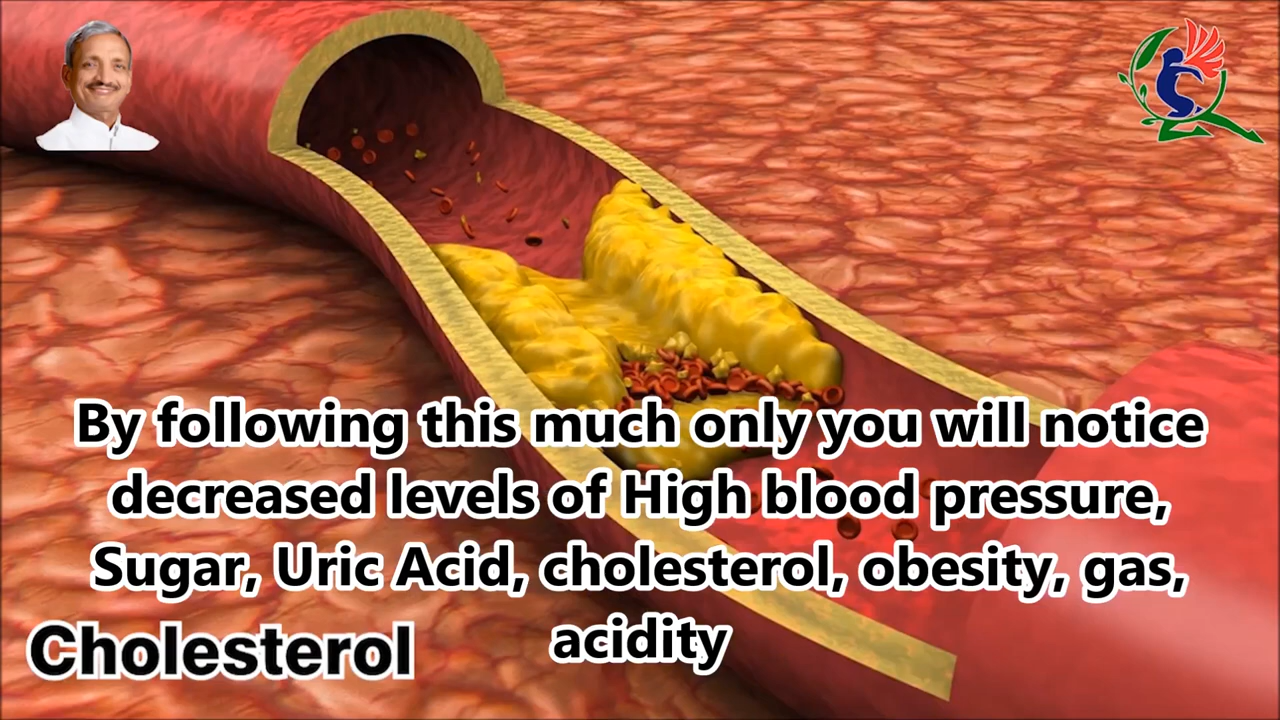 By following this much only you will notice
decreased levels of High blood pressure,
Sugar, Uric Acid, cholesterol, obesity, gas,
acidity
Cholesterol